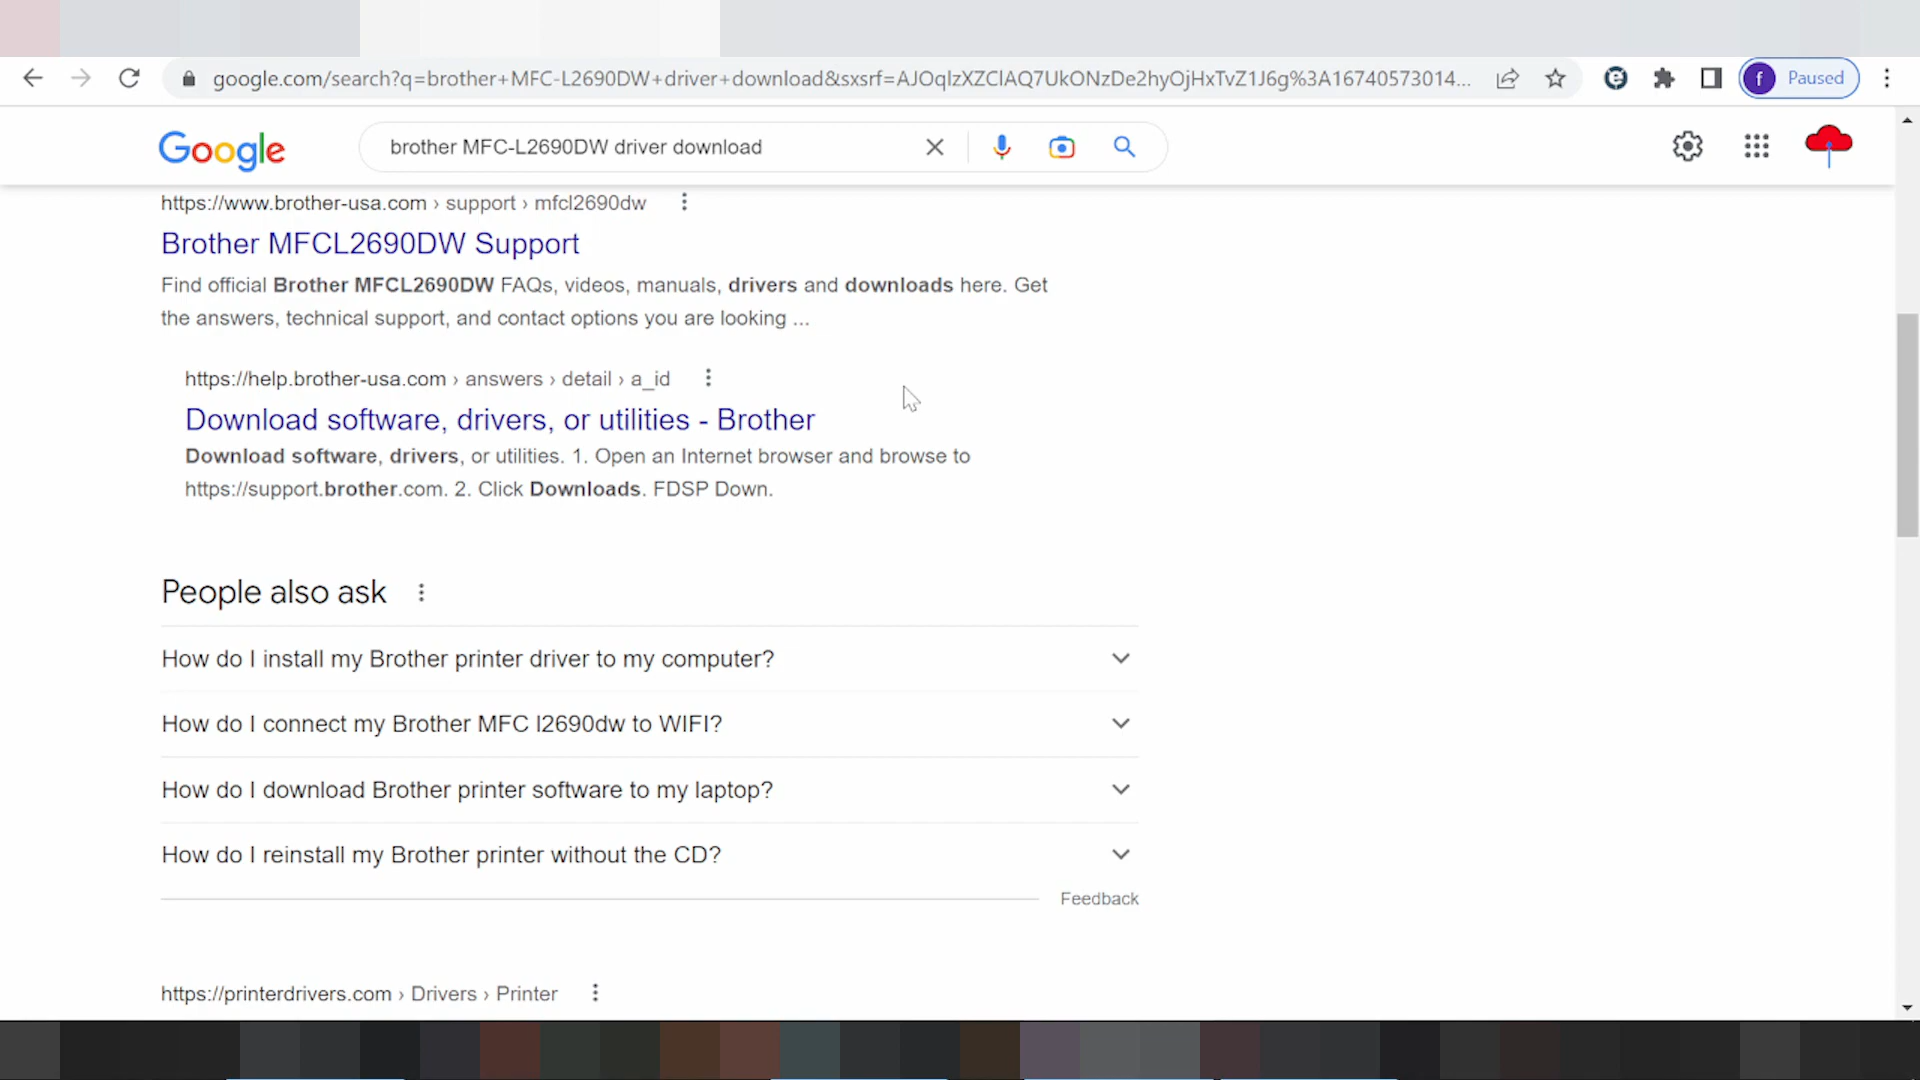 google.com/search?q=brother+MFC-L2690DW+driver+download&sxsrf=AJOqlzXZClAQ7UkONzDe2hyOjHxTvZ1J6g%3A16740573014...
f Paused
Google
brother MFC-L2690DW driver download
https://www.brother-usa.com › support › mfcl2690dw
Brother MFCL2690DW Support
Find official Brother MFCL2690DW FAQs, videos, manuals, drivers and downloads here. Get
the answers, technical support, and contact options you are looking ...
https://help.brother-usa.com › answers › detail › a_id
Download software, drivers, or utilities - Brother
Download software, drivers, or utilities. 1. Open an Internet browser and browse to
https://support.brother.com. 2. Click Downloads. FDSP Down.
People also ask
How do I install my Brother printer driver to my computer?
How do I connect my Brother MFC l2690dw to WIFI?
How do I download Brother printer software to my laptop?
How do I reinstall my Brother printer without the CD?
Feedback
https://printerdrivers.com › Drivers › Printer